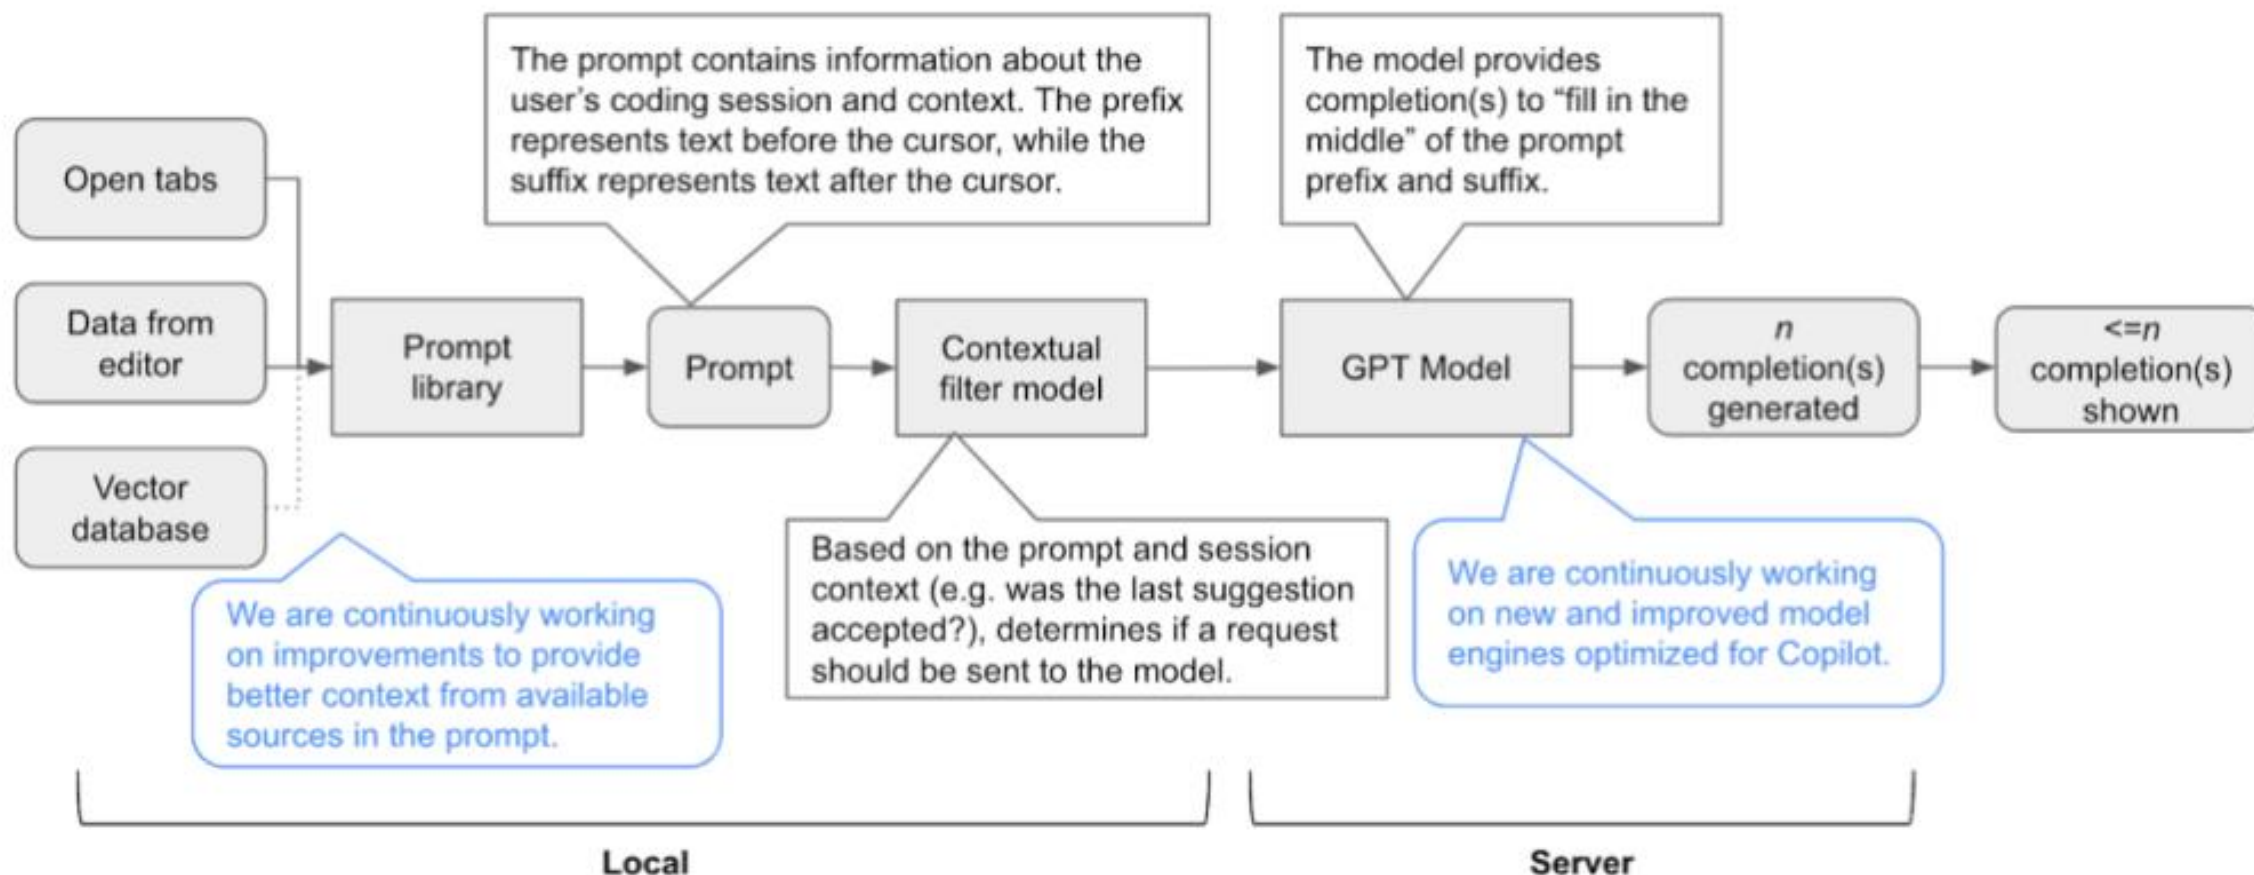 The prompt contains information about the
user’s coding session and context. The prefix
represents text before the cursor, while the
suffix represents text after the cursor.
The model provides
completion(s) to “fill in the
middle” of the prompt
prefix and suffix.
Open tabs
Data from
editor
Vector
database
Prompt
library
Prompt
Contextual
filter model
GPT Model
n
completion(s)
generated
<=n
completion(s)
shown
We are continuously working
on improvements to provide
better context from available
sources in the prompt.
Based on the prompt and session
context (e.g. was the last suggestion
accepted?), determines if a request
should be sent to the model.
We are continuously working
on new and improved model
engines optimized for Copilot.
Local
Server